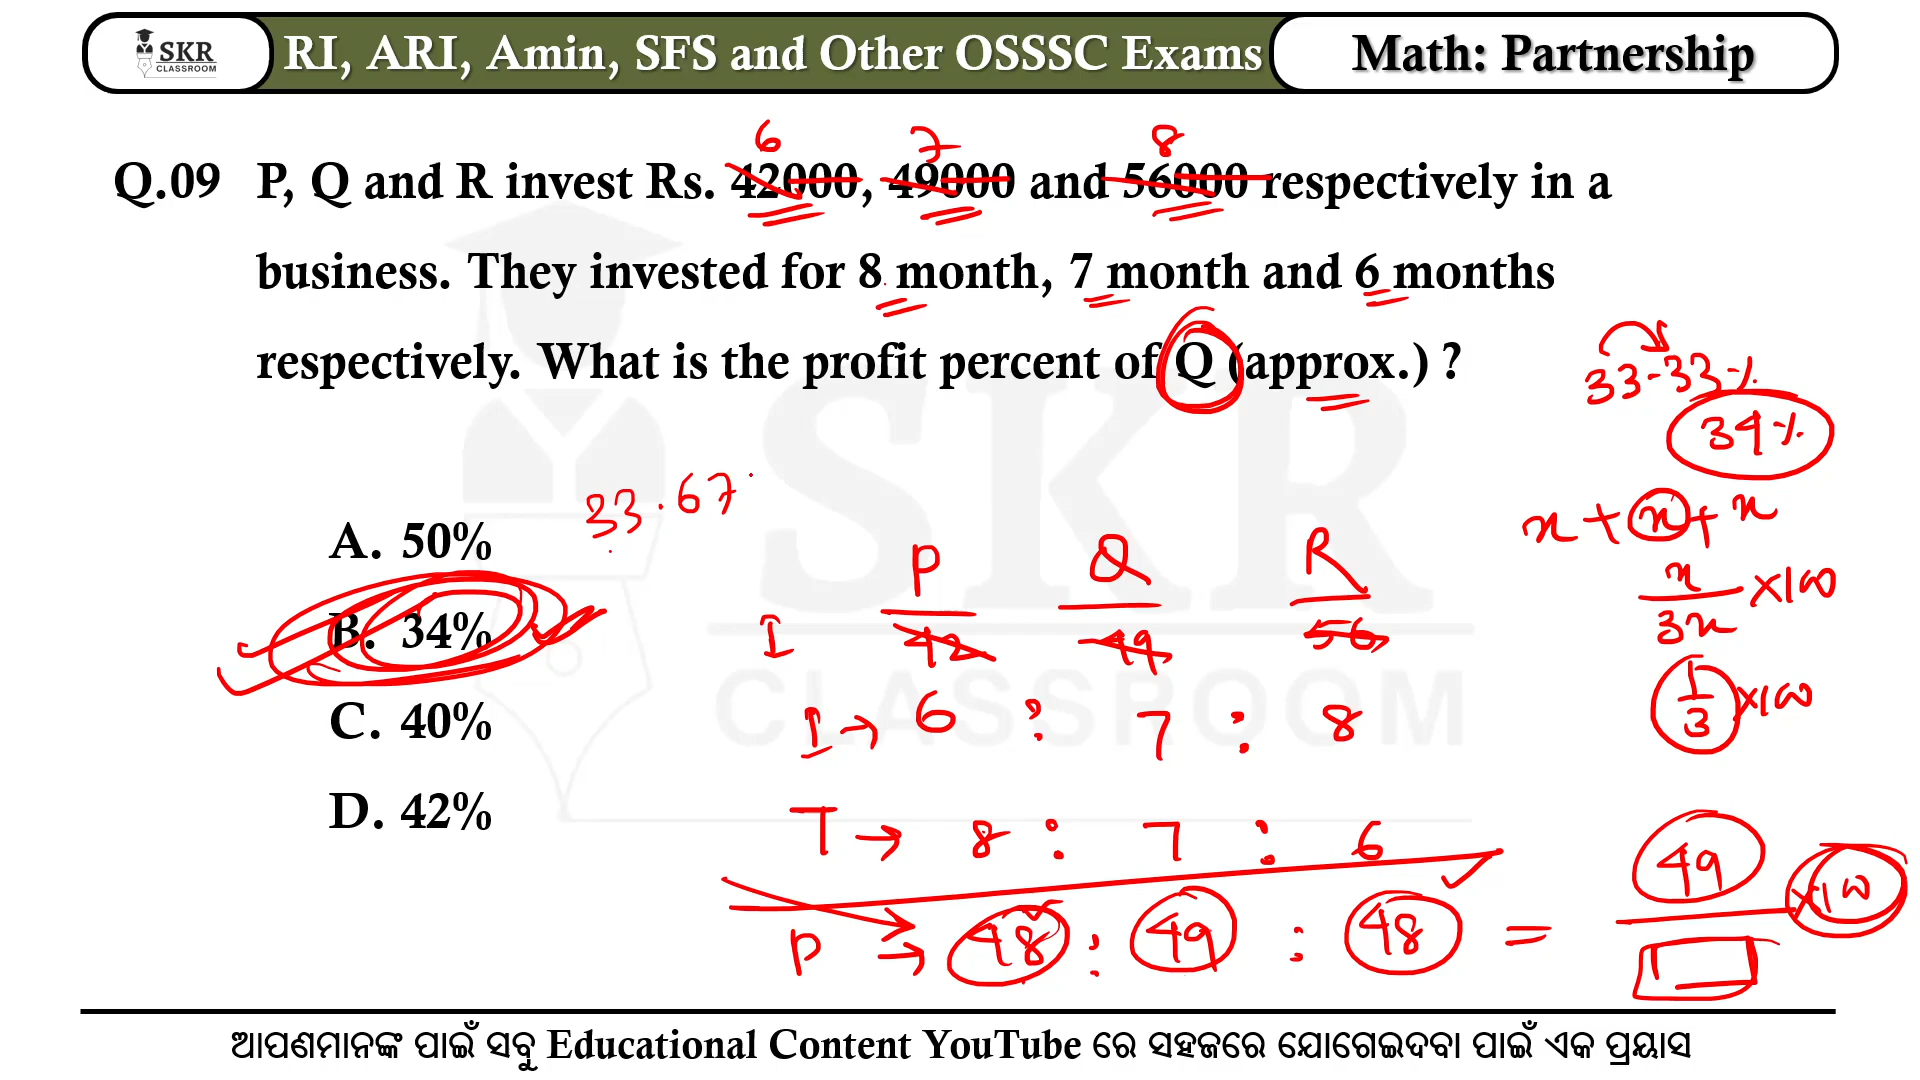 SKR CLASSROOM
RI, ARI, Amin, SFS and Other OSSSC Exams
Math: Partnership
6 7 8
Q.09 P, Q and R invest Rs. 42000, 49000 and 56000 respectively in a
business. They invested for 8 month, 7 month and 6 months
respectively. What is the profit percent of Q (approx.) ?
33.33%
34%
33.67
A. 50%
B. 34%
C. 40%
D. 42%
x + x + x
x/3x ×100
1/3 ×100
P Q R
I 42 49 56
I → 6 : 7 : 8
T → 8 : 7 : 6
P → 48 : 49 : 48 = 49/ ×100
SKR
CLASSROOM
ଆପଣମାନଙ୍କ ପାଇଁ ସବୁ Educational Content YouTube ରେ ସହଜରେ ଯୋଗେଇଦବା ପାଇଁ ଏକ ପ୍ରୟାସ